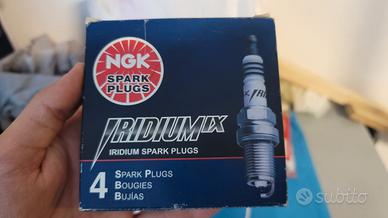 NGK
SPARK
PLUGS
IRIDIUM IX
IRIDIUM SPARK PLUGS
4 SPARK PLUGS
BOUGIES
BUJÍAS
subito